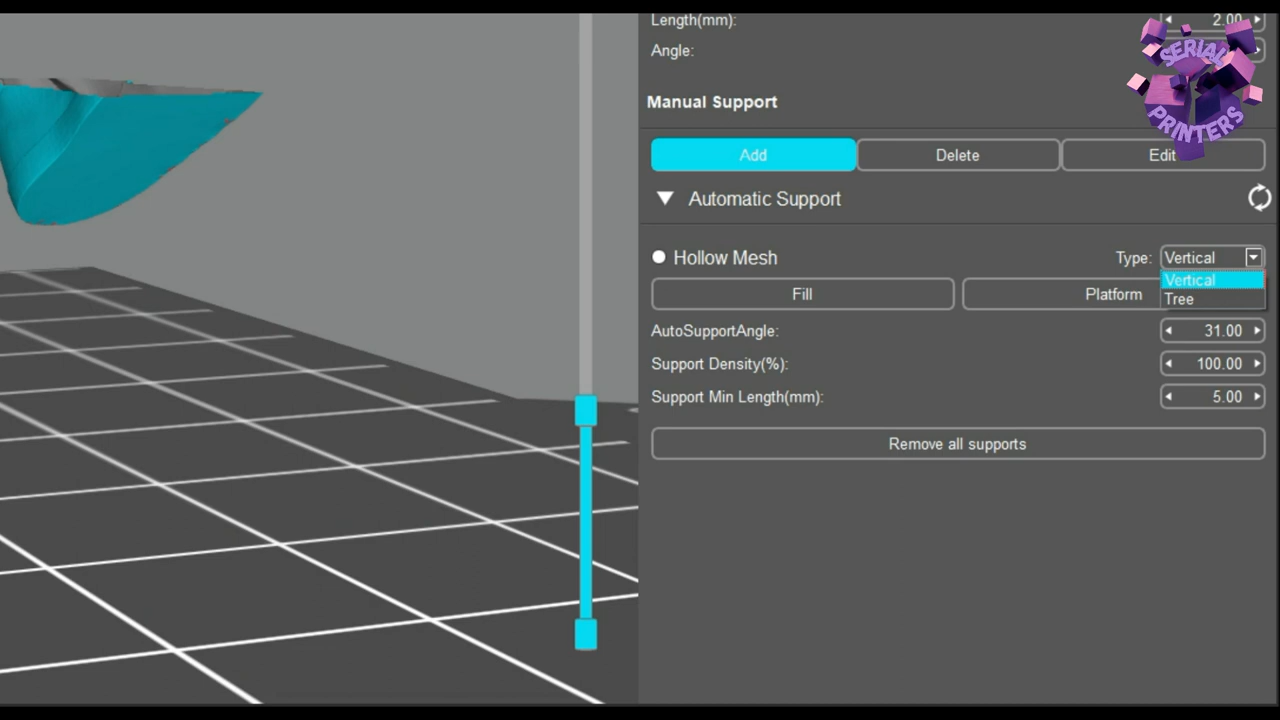 Length(mm):
2.00
Angle:
SERIAL
PRINTERS
Manual Support
Add
Delete
Edit
Automatic Support
Hollow Mesh
Type:
Vertical
Vertical
Tree
Fill
Platform
AutoSupportAngle:
31.00
Support Density(%):
100.00
Support Min Length(mm):
5.00
Remove all supports